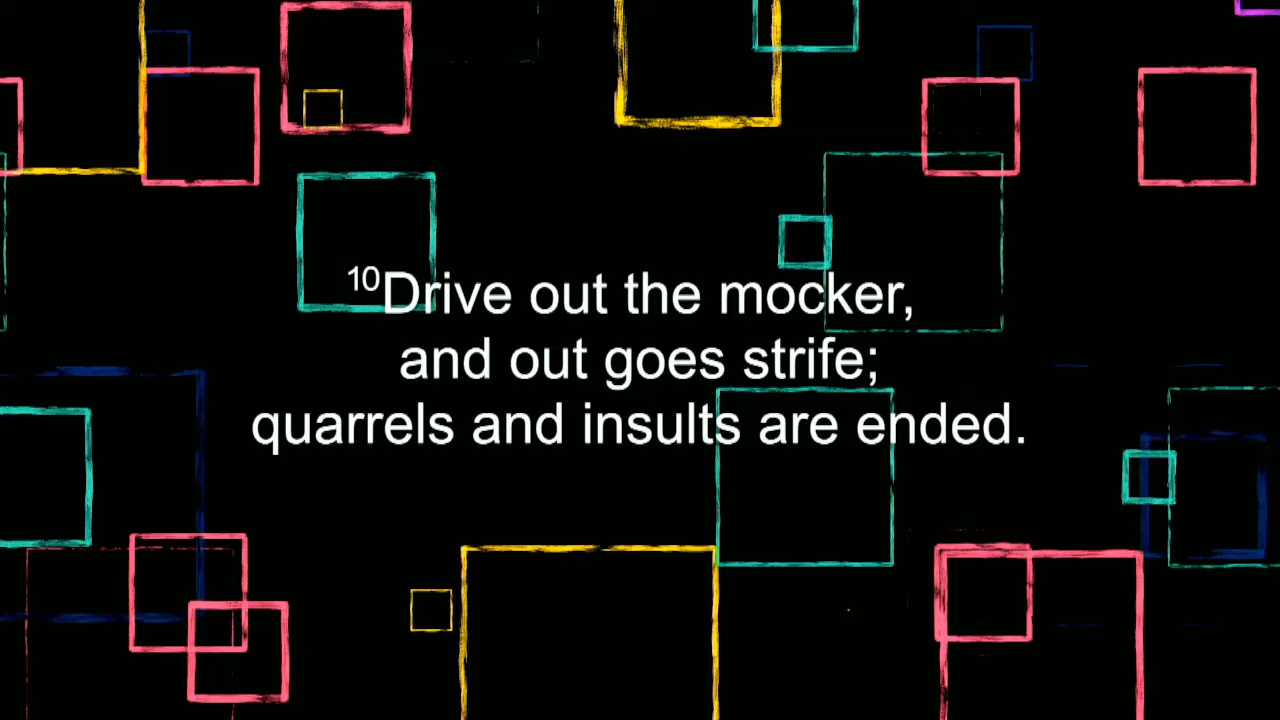 10Drive out the mocker,
and out goes strife;
quarrels and insults are ended.